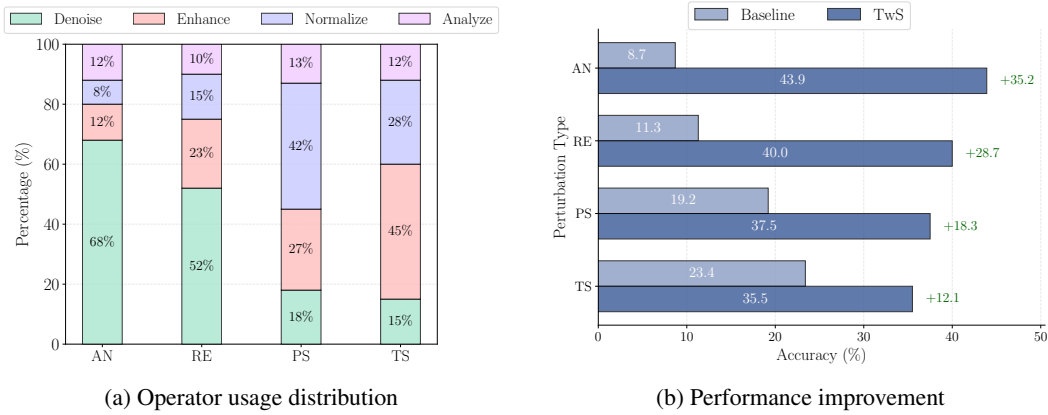 Denoise Enhance Normalize Analyze
Percentage (%)
100
80
60
40
20
0
12%
8%
12%
68%
10%
15%
23%
52%
13%
42%
27%
18%
12%
28%
45%
15%
AN RE PS TS
(a) Operator usage distribution
Baseline TwS
Perturbation Type
AN
8.7
43.9 +35.2
RE
11.3
40.0 +28.7
PS
19.2
37.5 +18.3
TS
23.4
35.5 +12.1
0 10 20 30 40 50
Accuracy (%)
(b) Performance improvement